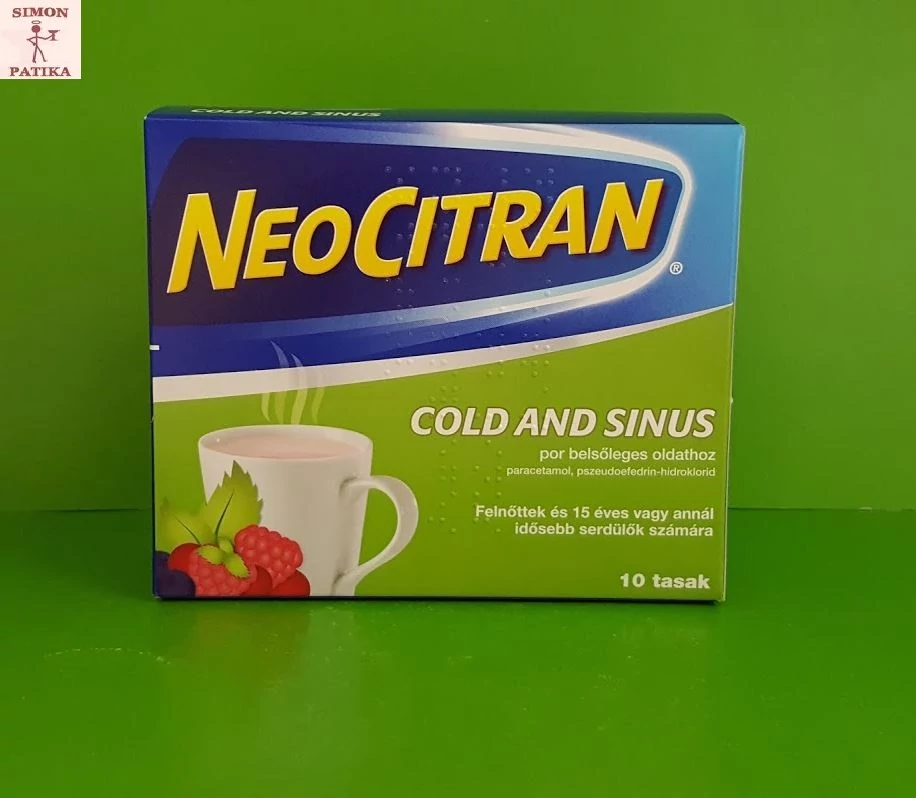 SIMON
PATIKA
COLD AND SINUS
NEOCITRAN
®
COLD AND SINUS
por belsőleges oldathoz
paracetamol, pszeudoefedrin-hidroklorid
Felnőttek és 15 éves vagy annál
idősebb serdülők számára
10 tasak